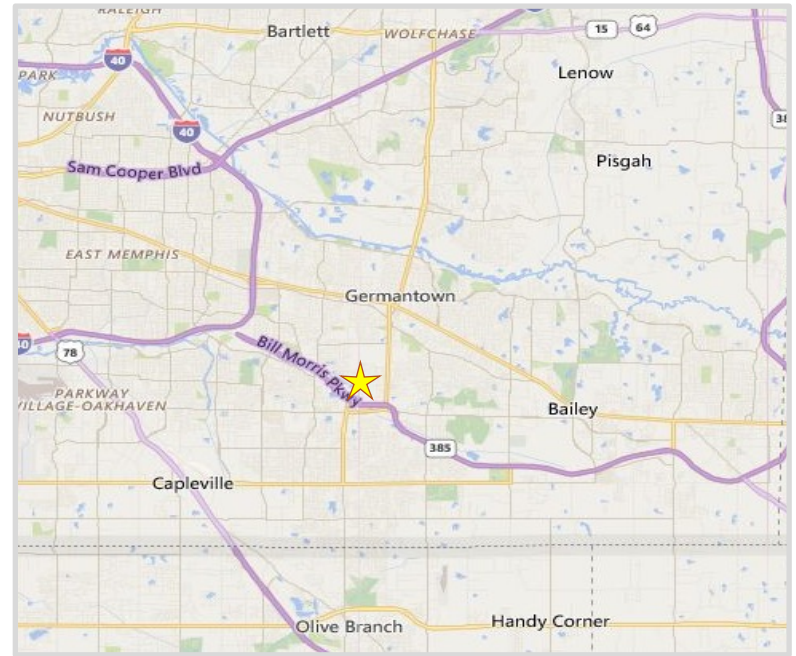 RALEIGH
Bartlett
WOLFCHASE
15
64
40
Lenow
PARK
NUTBUSH
40
Pisgah
Sam Cooper Blvd
EAST MEMPHIS
Germantown
Bill Morris Pkwy
78
PARKWAY
VILLAGE-OAKHAVEN
Bailey
385
Capleville
Olive Branch
Handy Corner